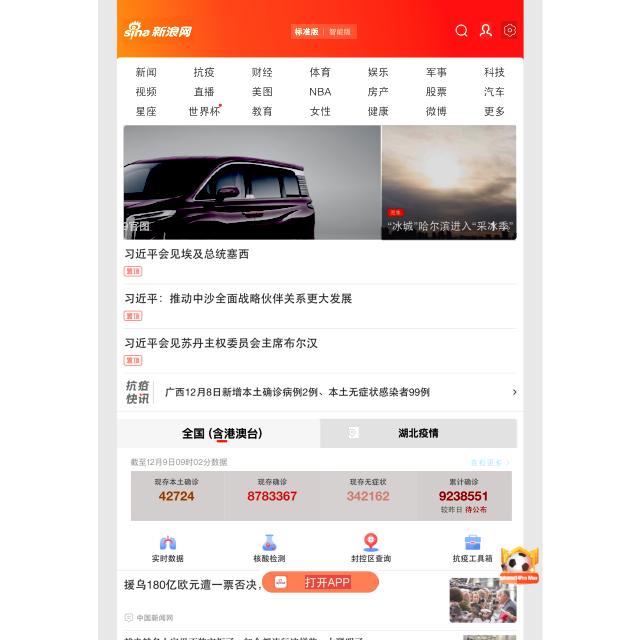 sina 新浪网
标准版 | 智能版
新闻 抗疫 财经 体育 娱乐 军事 科技
视频 直播 美图 NBA 房产 股票 汽车
星座 世界杯 教育 女性 健康 微博 更多
官图
“冰城”哈尔滨进入“采冰季”
习近平会见埃及总统塞西
置顶
习近平：推动中沙全面战略伙伴关系更大发展
置顶
习近平会见苏丹主权委员会主席布尔汉
置顶
抗疫快讯 广西12月8日新增本土确诊病例2例、本土无症状感染者99例
全国 (含港澳台) 湖北疫情
截至12月9日09时02分数据 查看更多
现存本土确诊 现存确诊 现存无症状 累计确诊
42724 8783367 342162 9238551
较昨日 待公布
实时数据 核酸检测 封控区查询 抗疫工具箱
援乌180亿欧元遭一票否决，
打开APP
中国新闻网